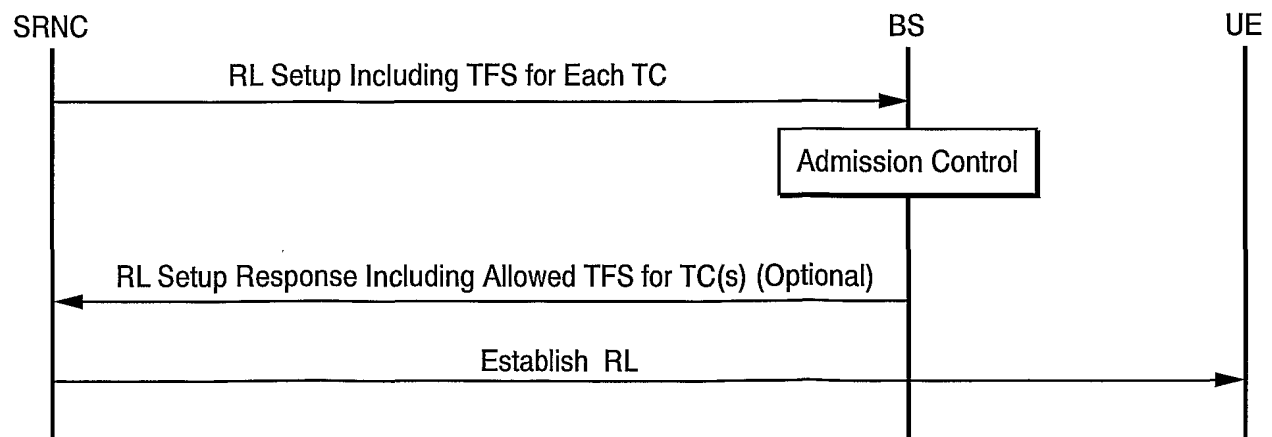 SRNC
BS
UE
RL Setup Including TFS for Each TC
Admission Control
RL Setup Response Including Allowed TFS for TC(s) (Optional)
Establish RL